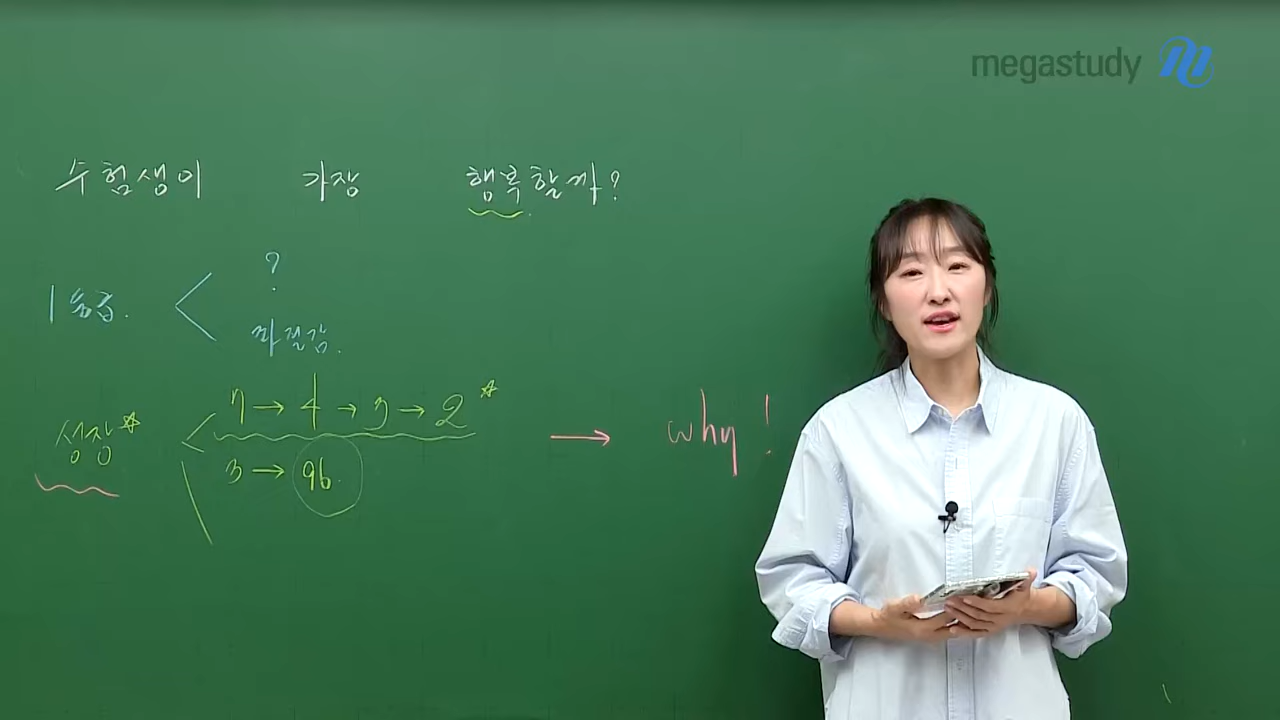 megastudy
수험생이 가장 행복할까?
?
1등급.
좌절감.
7 → 4 → 3 → 2
성장
3 → 96.
→ why!